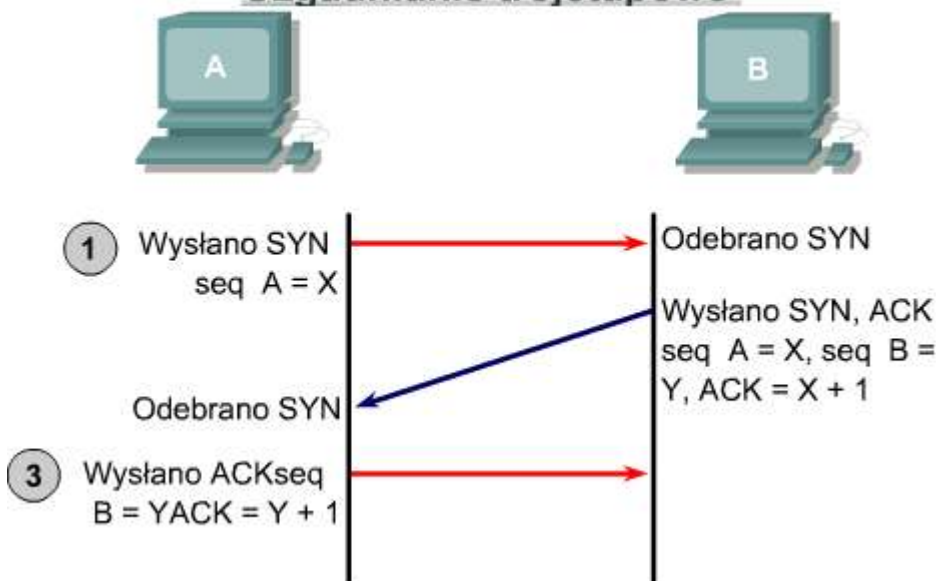 A
B
1
Wysłano SYN
seq A = X
Odebrano SYN
Wysłano SYN, ACK
seq A = X, seq B =
Y, ACK = X + 1
Odebrano SYN
3
Wysłano ACKseq
B = YACK = Y + 1